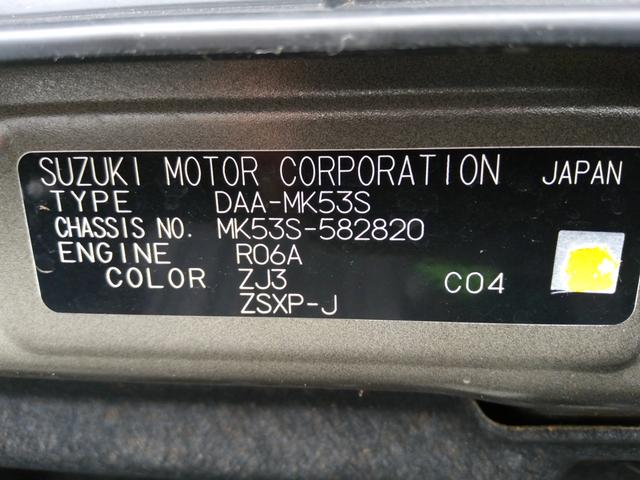 SUZUKI MOTOR CORPORATION JAPAN
TYPE DAA-MK53S
CHASSIS NO. MK53S-582820
ENGINE R06A
COLOR ZJ3 C04
ZSXP-J